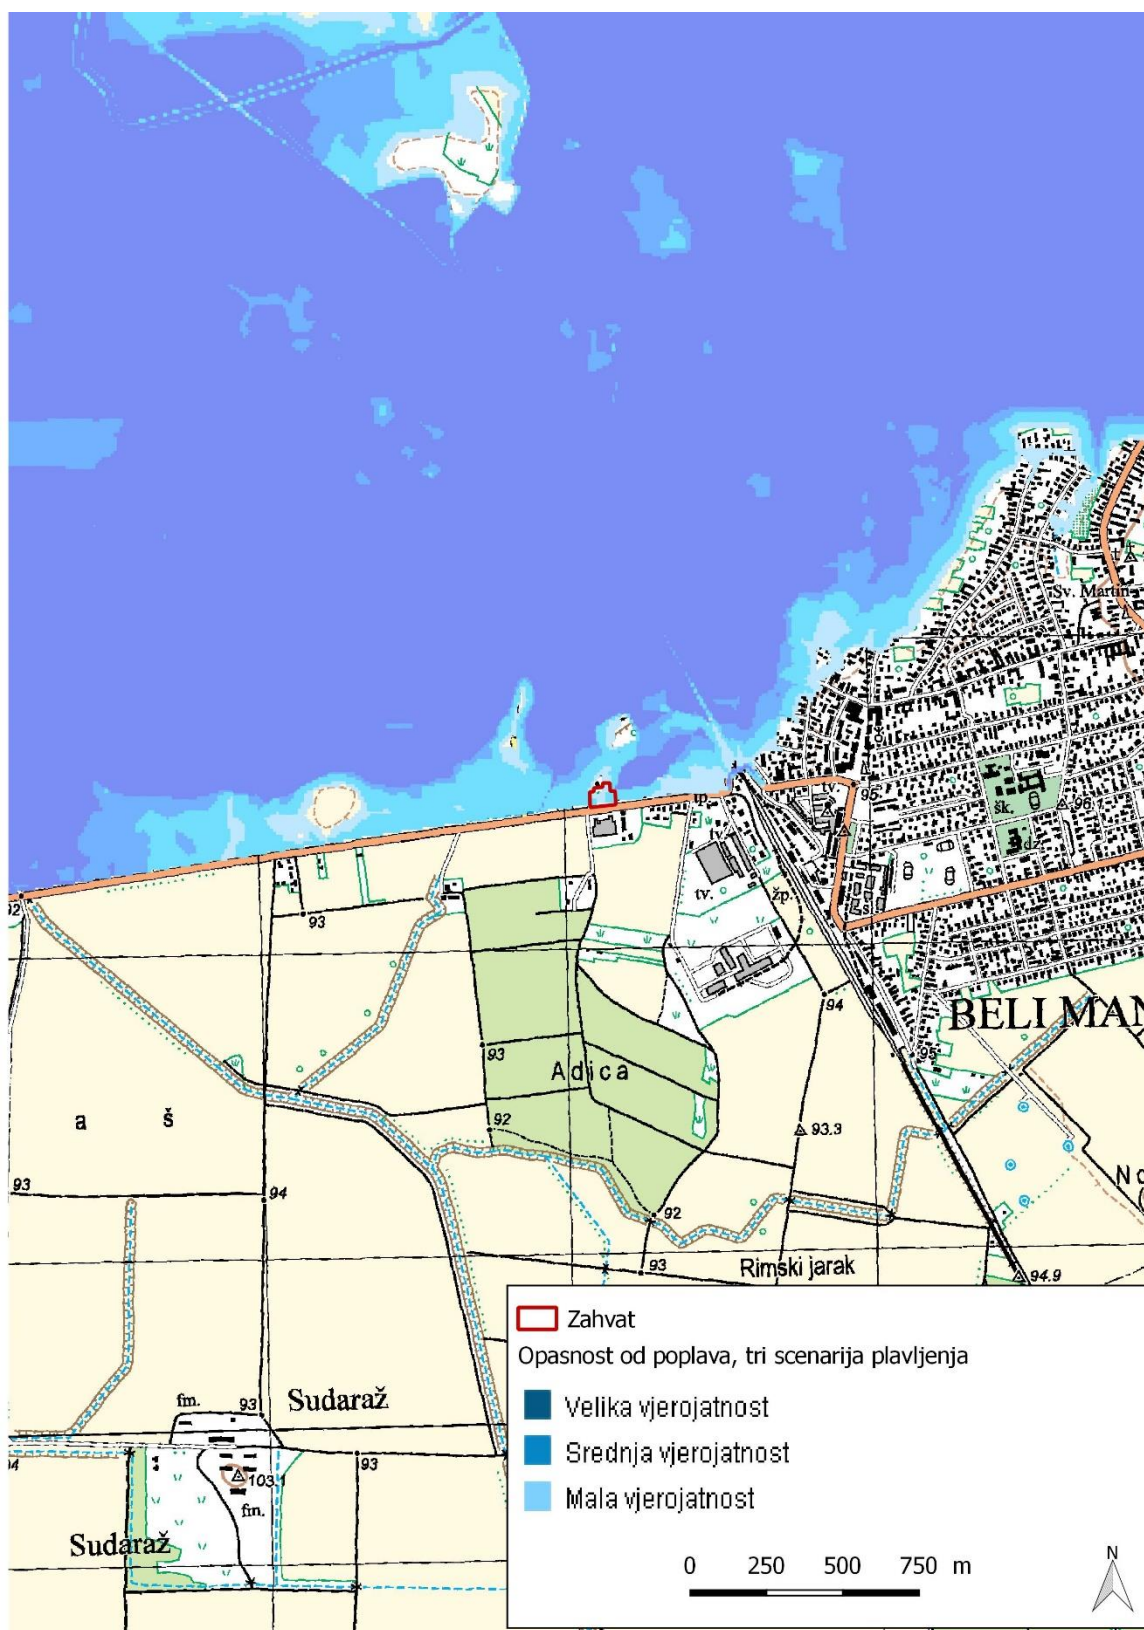 Sv. Martin
96.1
šk.
dž.
95
tv.
tv.
žp.
92
93
94
BELI MAN
95
93
Adica
a š
92
93.3
93
94
92
93
Rimski jarak
94.9
fm.
93
Sudaraž
93
103.1
fm.
Sudaraž
Zahvat
Opasnost od poplava, tri scenarija plavljenja
Velika vjerojatnost
Srednja vjerojatnost
Mala vjerojatnost
0 250 500 750 m
N